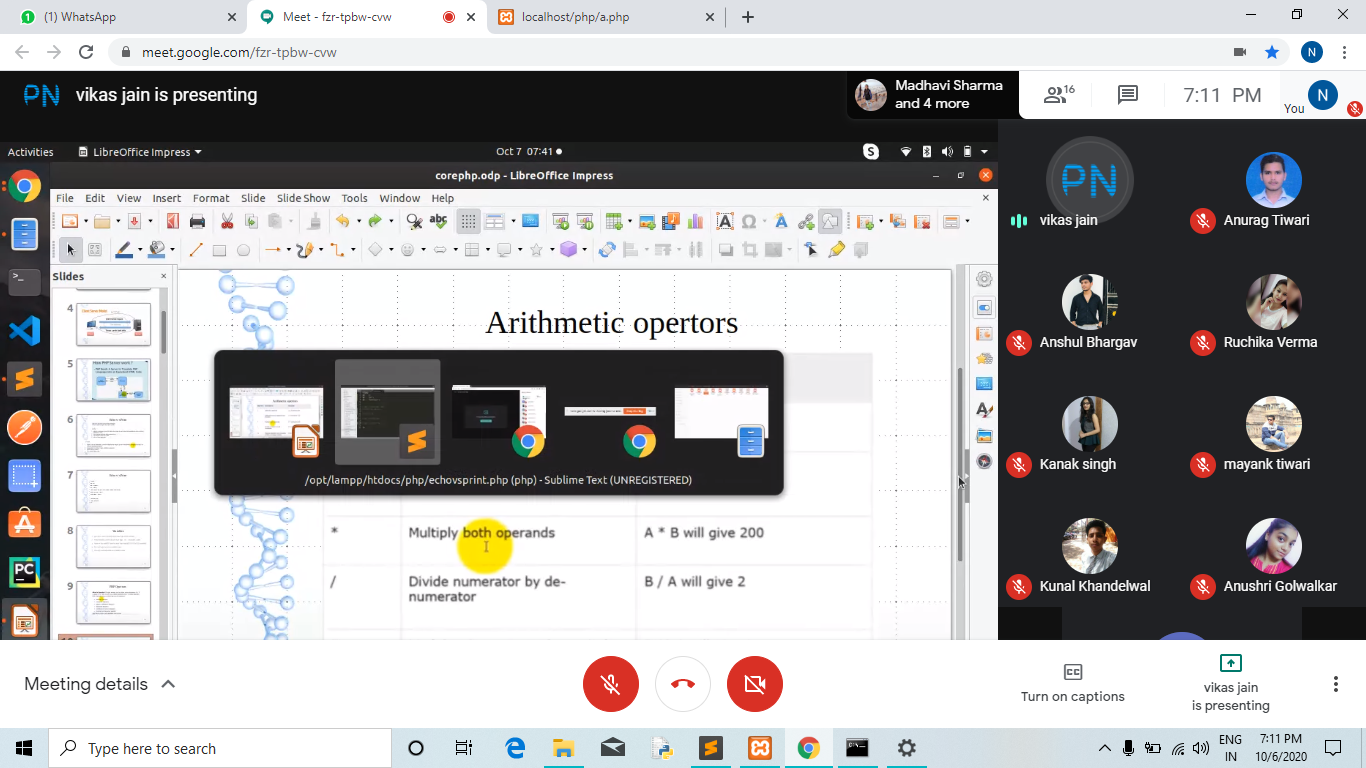 (1) WhatsApp
Meet - fzr-tpbw-cvw
localhost/php/a.php
meet.google.com/fzr-tpbw-cvw
N
PN
vikas jain is presenting
Madhavi Sharma
and 4 more
16
7:11 PM
You
N
Activities
LibreOffice Impress
Oct 7 07:41
S
corephp.odp - LibreOffice Impress
File Edit View Insert Format Slide Slide Show Tools Window Help
abc
Slides
4
5
6
7
8
9
Arithmetic opertors
/opt/lampp/htdocs/php/echovsprint.php (php) - Sublime Text (UNREGISTERED)
* Multiply both operands A * B will give 200
/ Divide numerator by de-
numerator
B / A will give 2
PN
vikas jain
Anurag Tiwari
Anshul Bhargav
Ruchika Verma
Kanak singh
mayank tiwari
Kunal Khandelwal
Anushri Golwalkar
Meeting details
CC
Turn on captions
vikas jain
is presenting
Type here to search
ENG
IN
7:11 PM
10/6/2020